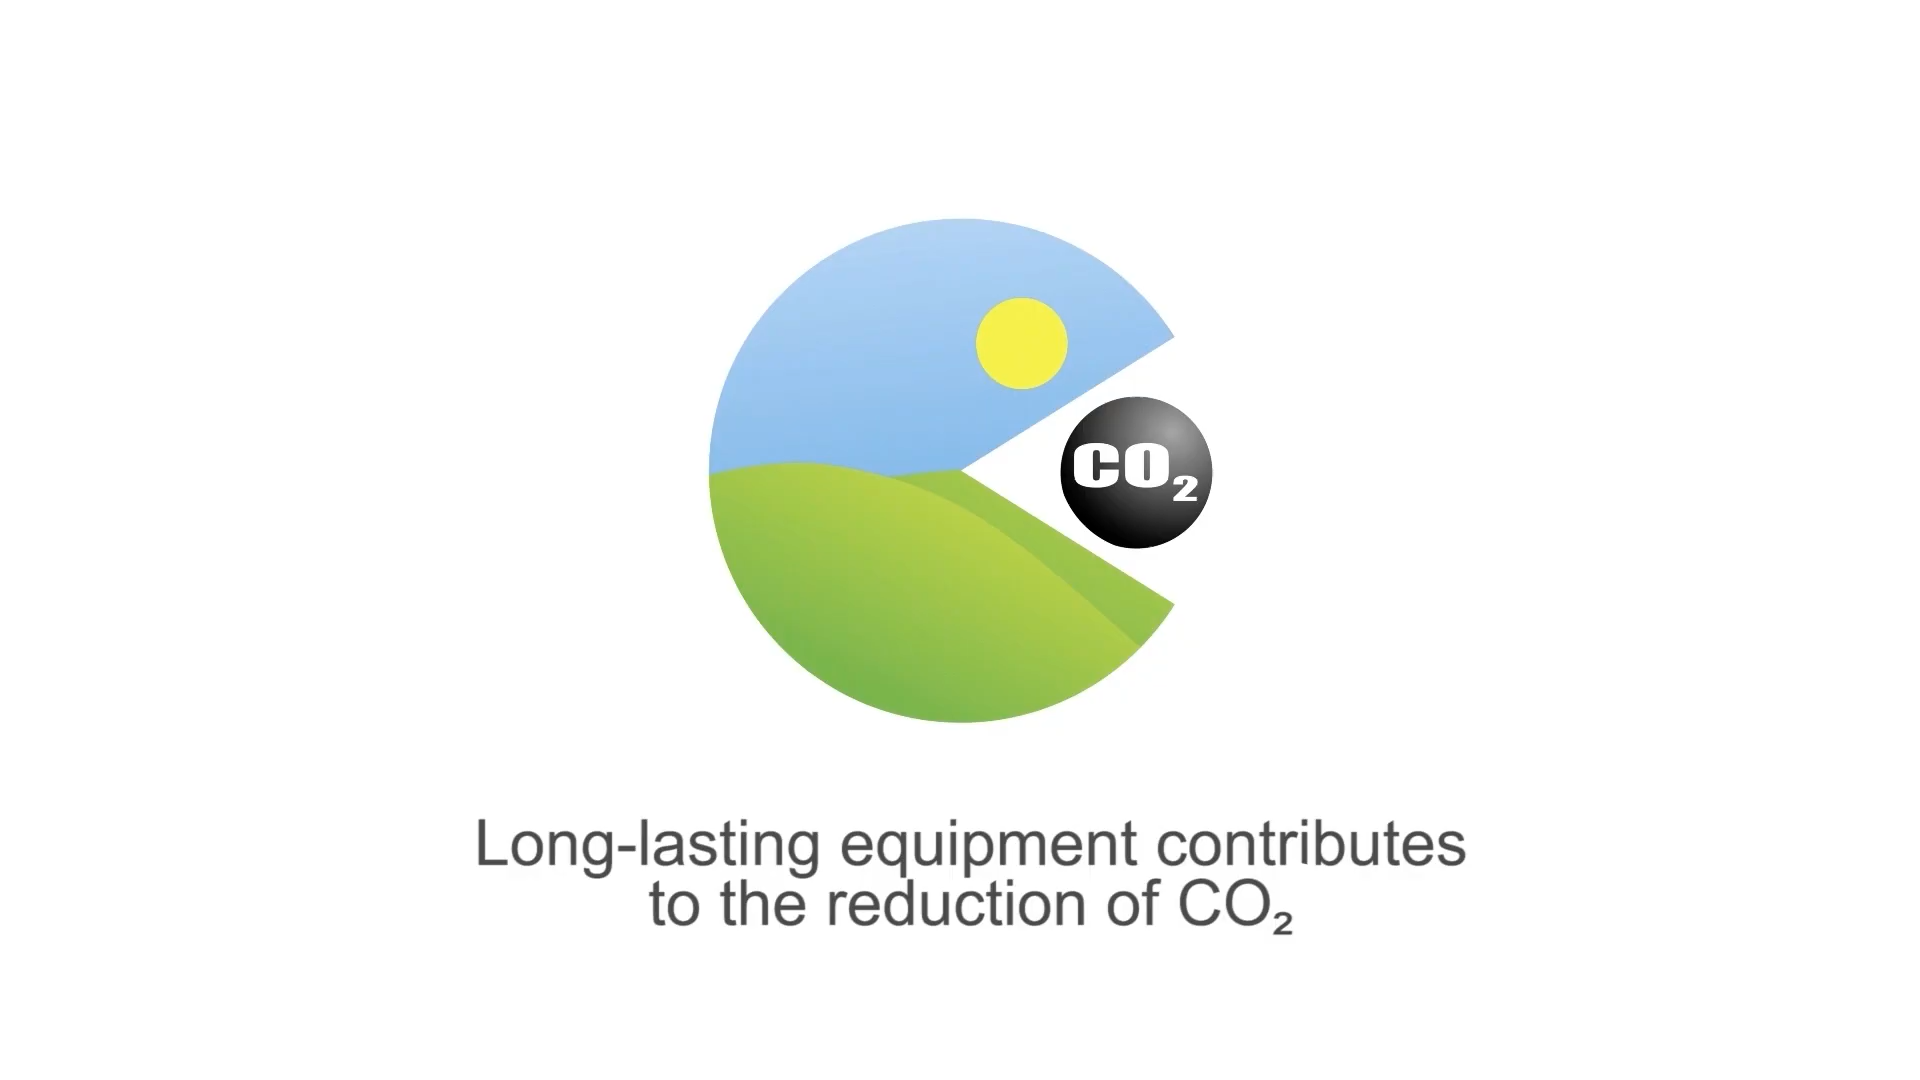 CO₂
Long-lasting equipment contributes
to the reduction of CO₂